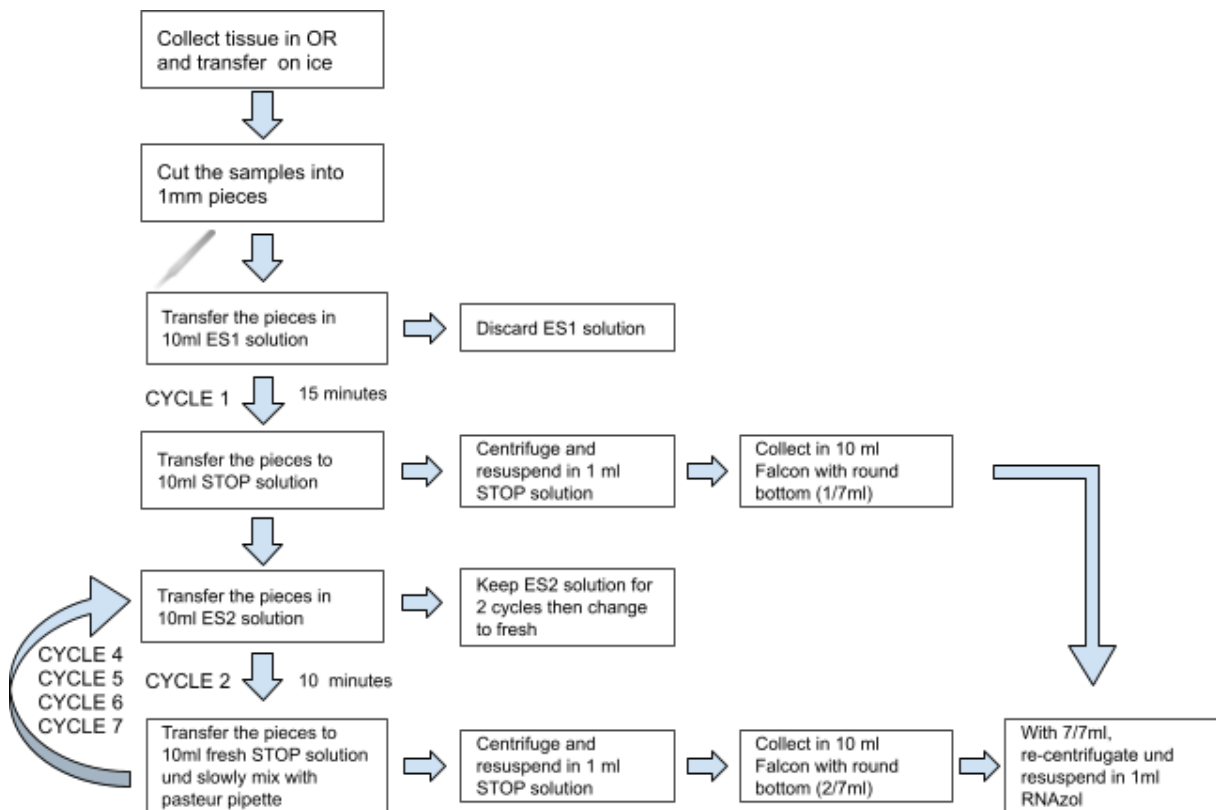 Collect tissue in OR
and transfer on ice
Cut the samples into
1mm pieces
Transfer the pieces in
10ml ES1 solution
Discard ES1 solution
CYCLE 1
15 minutes
Transfer the pieces to
10ml STOP solution
Centrifuge and
resuspend in 1 ml
STOP solution
Collect in 10 ml
Falcon with round
bottom (1/7ml)
Transfer the pieces in
10ml ES2 solution
Keep ES2 solution for
2 cycles then change
to fresh
CYCLE 4
CYCLE 5
CYCLE 6
CYCLE 7
CYCLE 2
10 minutes
Transfer the pieces to
10ml fresh STOP solution
und slowly mix with
pasteur pipette
Centrifuge and
resuspend in 1 ml
STOP solution
Collect in 10 ml
Falcon with round
bottom (2/7ml)
With 7/7ml,
re-centrifugate und
resuspend in 1ml
RNAzol